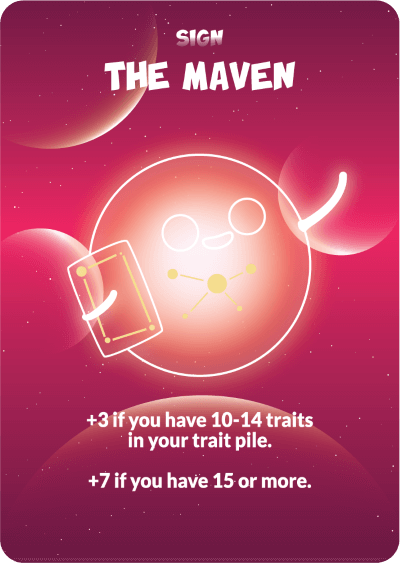 SIGN
THE MAVEN
+3 if you have 10-14 traits
in your trait pile.
+7 if you have 15 or more.